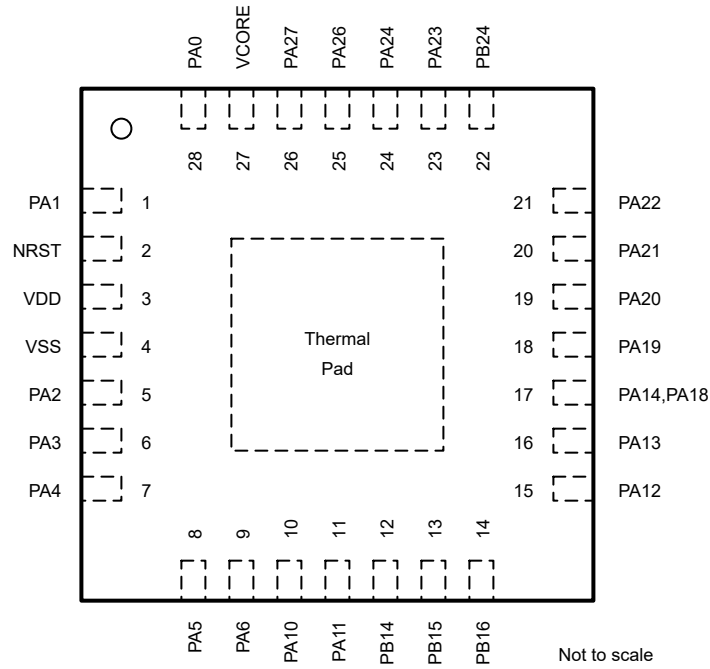 PA0 VCORE PA27 PA26 PA24 PA23 PB24
28 27 26 25 24 23 22
PA1 1 21 PA22
NRST 2 20 PA21
VDD 3 19 PA20
VSS 4 18 PA19
PA2 5 17 PA14,PA18
PA3 6 16 PA13
PA4 7 15 PA12
Thermal
Pad
8 9 10 11 12 13 14
PA5 PA6 PA10 PA11 PB14 PB15 PB16
Not to scale